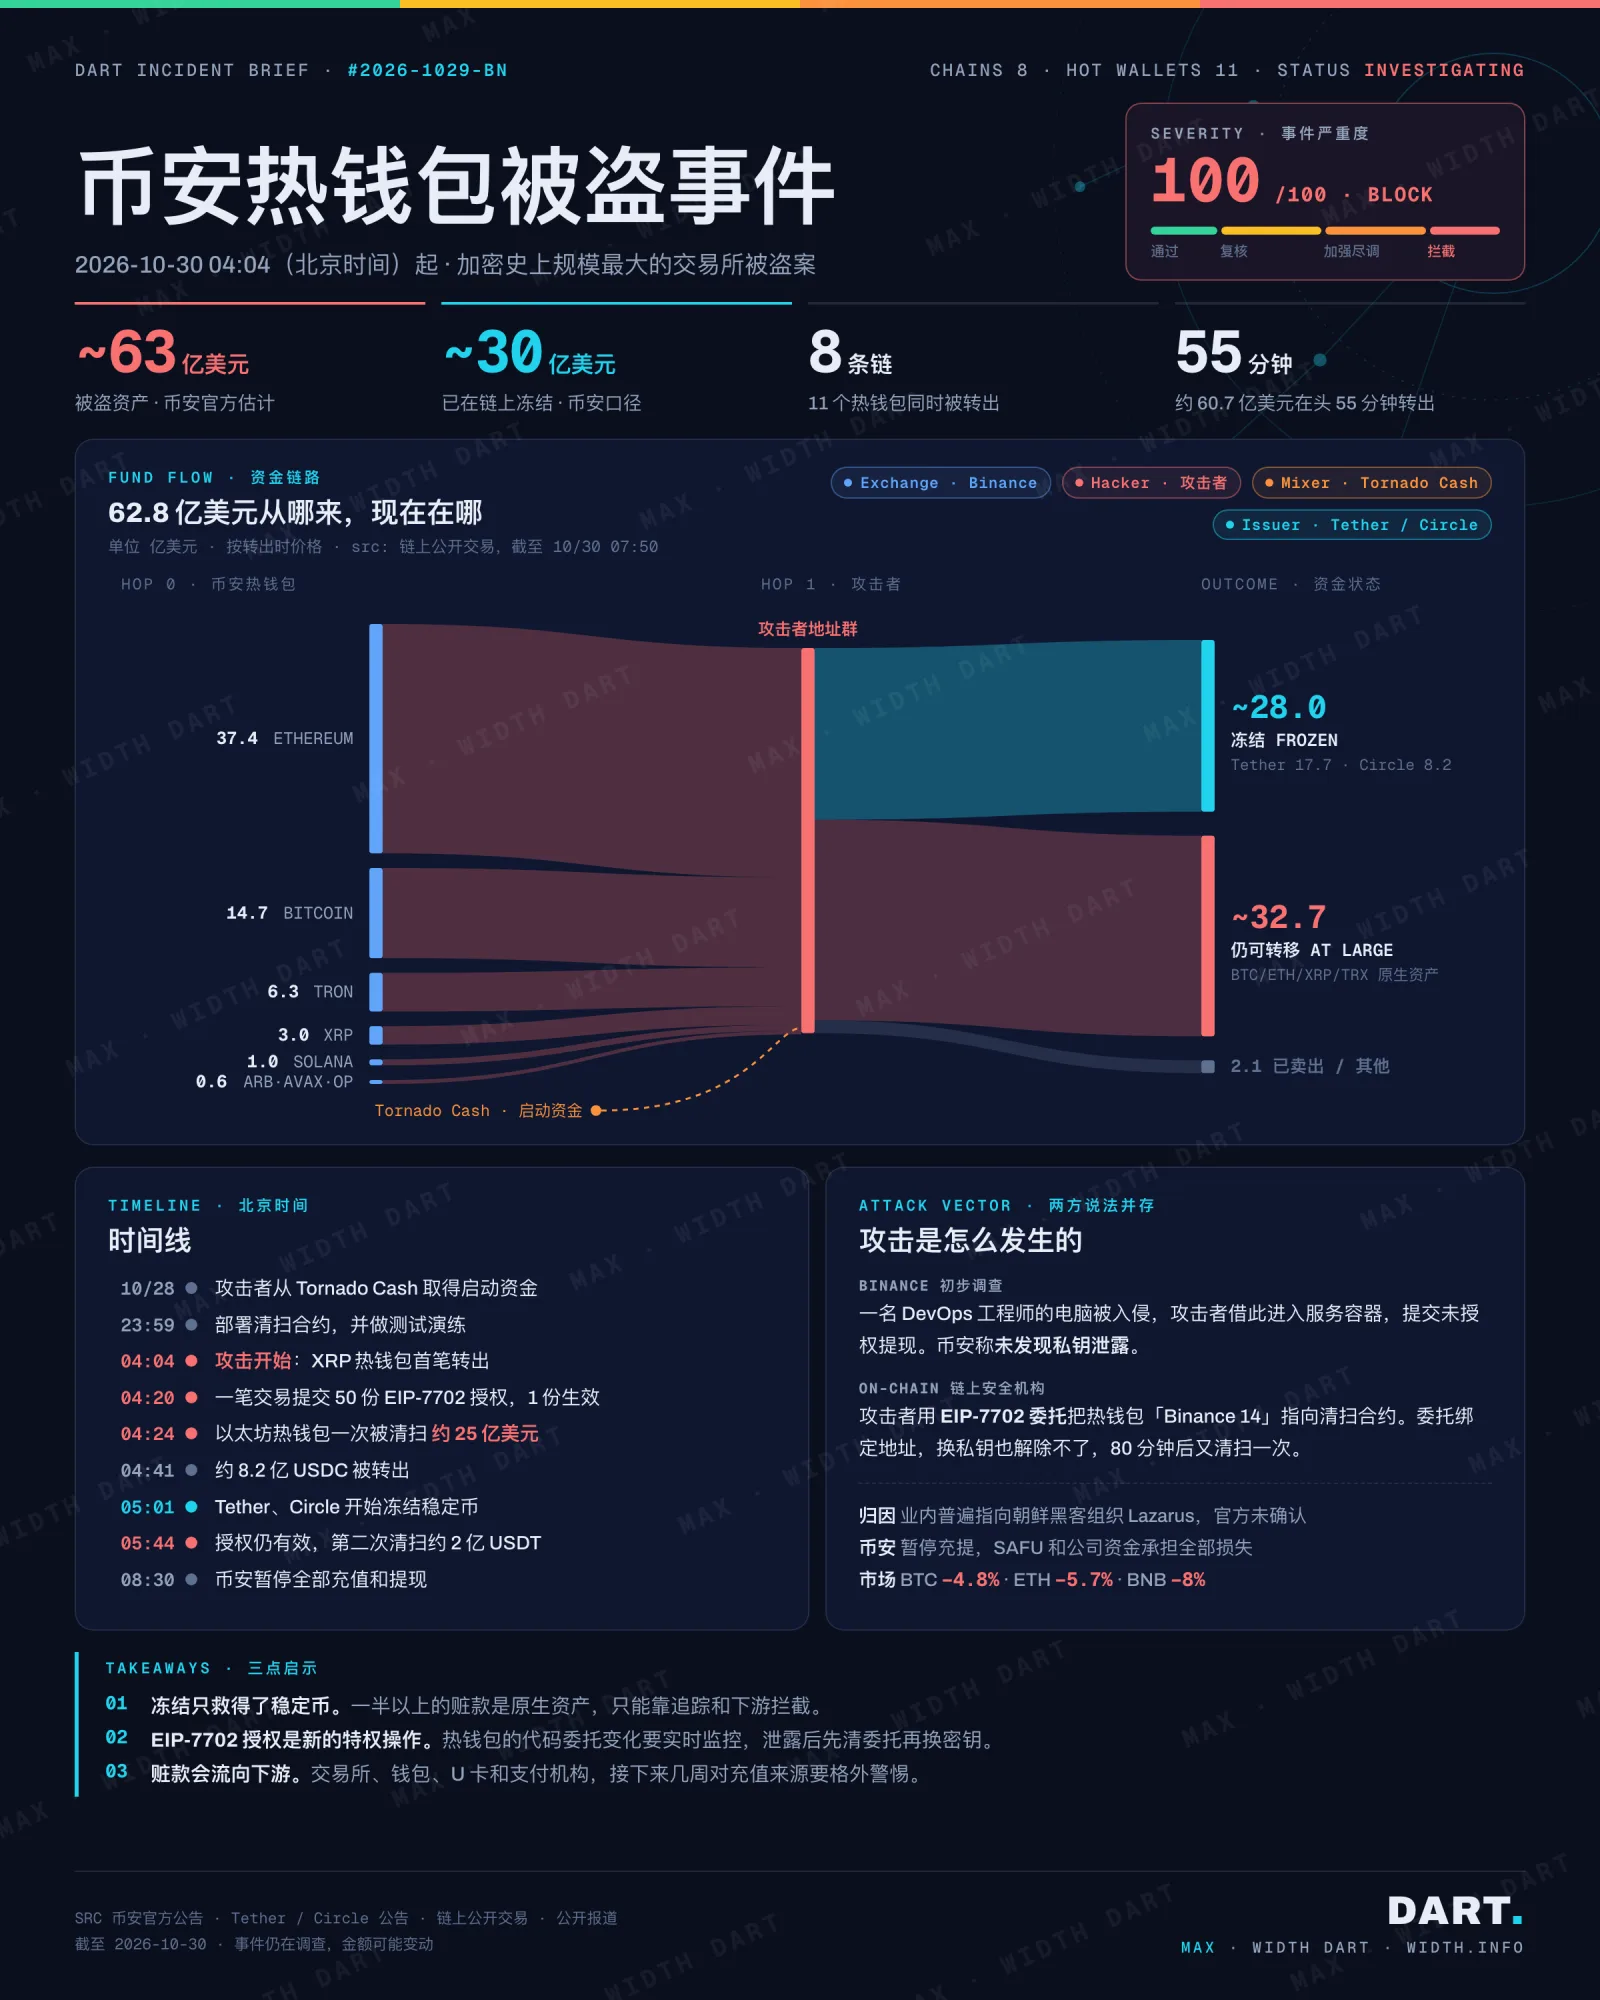 DART INCIDENT BRIEF · #2026-1029-BN
CHAINS 8 · HOT WALLETS 11 · STATUS INVESTIGATING
币安热钱包被盗事件
2026-10-30 04:04（北京时间）起 · 加密史上规模最大的交易所被盗案
SEVERITY · 事件严重度
100 /100 · BLOCK
通过 复核 加强尽调 拦截
~63 亿美元
被盗资产 · 币安官方估计
~30 亿美元
已在链上冻结 · 币安口径
8 条链
11 个热钱包同时被转出
55 分钟
约 60.7 亿美元在头 55 分钟转出
FUND FLOW · 资金链路
62.8 亿美元从哪来，现在在哪
单位 亿美元 · 按转出时价格 · src: 链上公开交易，截至 10/30 07:50
Exchange · Binance
Hacker · 攻击者
Mixer · Tornado Cash
Issuer · Tether / Circle
HOP 0 · 币安热钱包
HOP 1 · 攻击者
OUTCOME · 资金状态
攻击者地址群
37.4 ETHEREUM
14.7 BITCOIN
6.3 TRON
3.0 XRP
1.0 SOLANA
0.6 ARB·AVAX·OP
Tornado Cash · 启动资金
~28.0
冻结 FROZEN
Tether 17.7 · Circle 8.2
~32.7
仍可转移 AT LARGE
BTC/ETH/XRP/TRX 原生资产
2.1 已卖出 / 其他
TIMELINE · 北京时间
时间线
10/28 攻击者从 Tornado Cash 取得启动资金
23:59 部署清扫合约，并做测试演练
04:04 攻击开始：XRP 热钱包首笔转出
04:20 一笔交易提交 50 份 EIP-7702 授权，1 份生效
04:24 以太坊热钱包一次被清扫 约 25 亿美元
04:41 约 8.2 亿 USDC 被转出
05:01 Tether、Circle 开始冻结稳定币
05:44 授权仍有效，第二次清扫约 2 亿 USDT
08:30 币安暂停全部充值和提现
ATTACK VECTOR · 两方说法并存
攻击是怎么发生的
BINANCE 初步调查
一名 DevOps 工程师的电脑被入侵，攻击者借此进入服务容器，提交未授
权提现。币安称未发现私钥泄露。
ON-CHAIN 链上安全机构
攻击者用 EIP-7702 委托把热钱包「Binance 14」指向清扫合约。委托绑
定地址，换私钥也解除不了，80 分钟后又清扫一次。
归因 业内普遍指向朝鲜黑客组织 Lazarus，官方未确认
币安 暂停充提，SAFU 和公司资金承担全部损失
市场 BTC −4.8% · ETH −5.7% · BNB −8%
TAKEAWAYS · 三点启示
01 冻结只救得了稳定币。一半以上的赃款是原生资产，只能靠追踪和下游拦截。
02 EIP-7702 授权是新的特权操作。热钱包的代码委托变化要实时监控，泄露后先清委托再换密钥。
03 赃款会流向下游。交易所、钱包、U 卡和支付机构，接下来几周对充值来源要格外警惕。
SRC 币安官方公告 · Tether / Circle 公告 · 链上公开交易 · 公开报道
截至 2026-10-30 · 事件仍在调查，金额可能变动
DART.
MAX · WIDTH DART · WIDTH.INFO